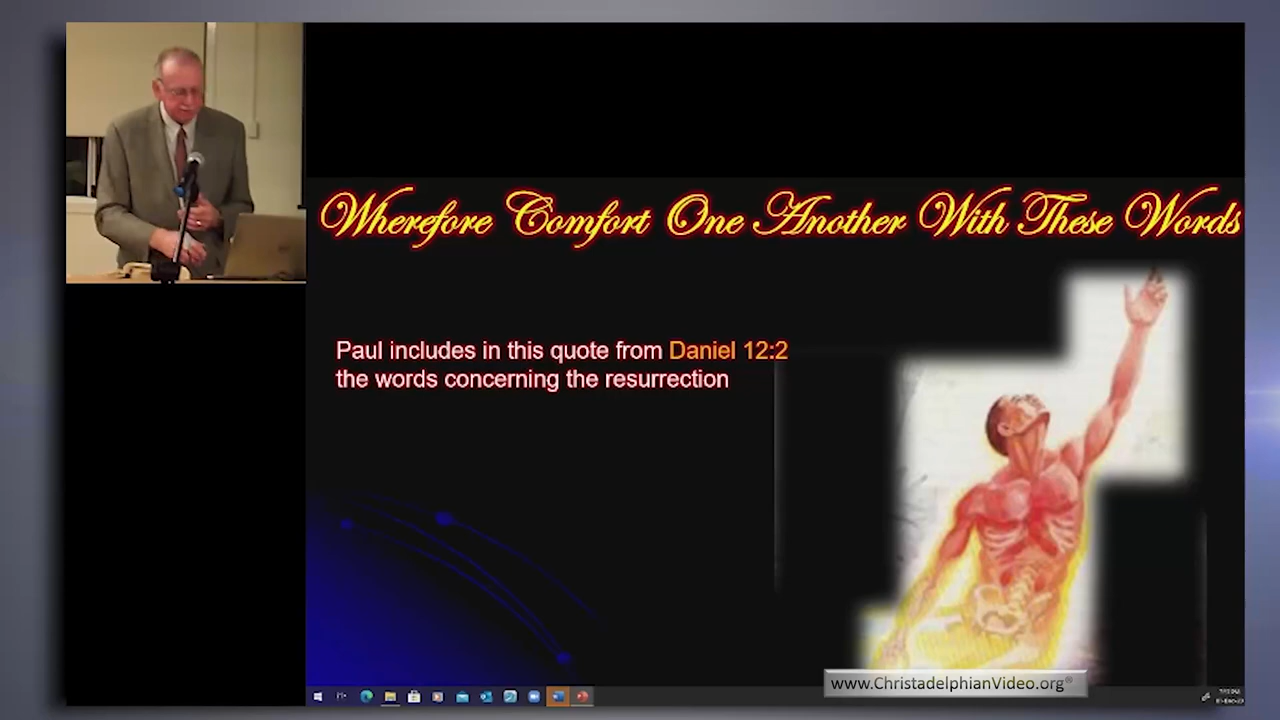 Wherefore Comfort One Another With These Words
Paul includes in this quote from Daniel 12:2
the words concerning the resurrection
www.ChristadelphianVideo.org®